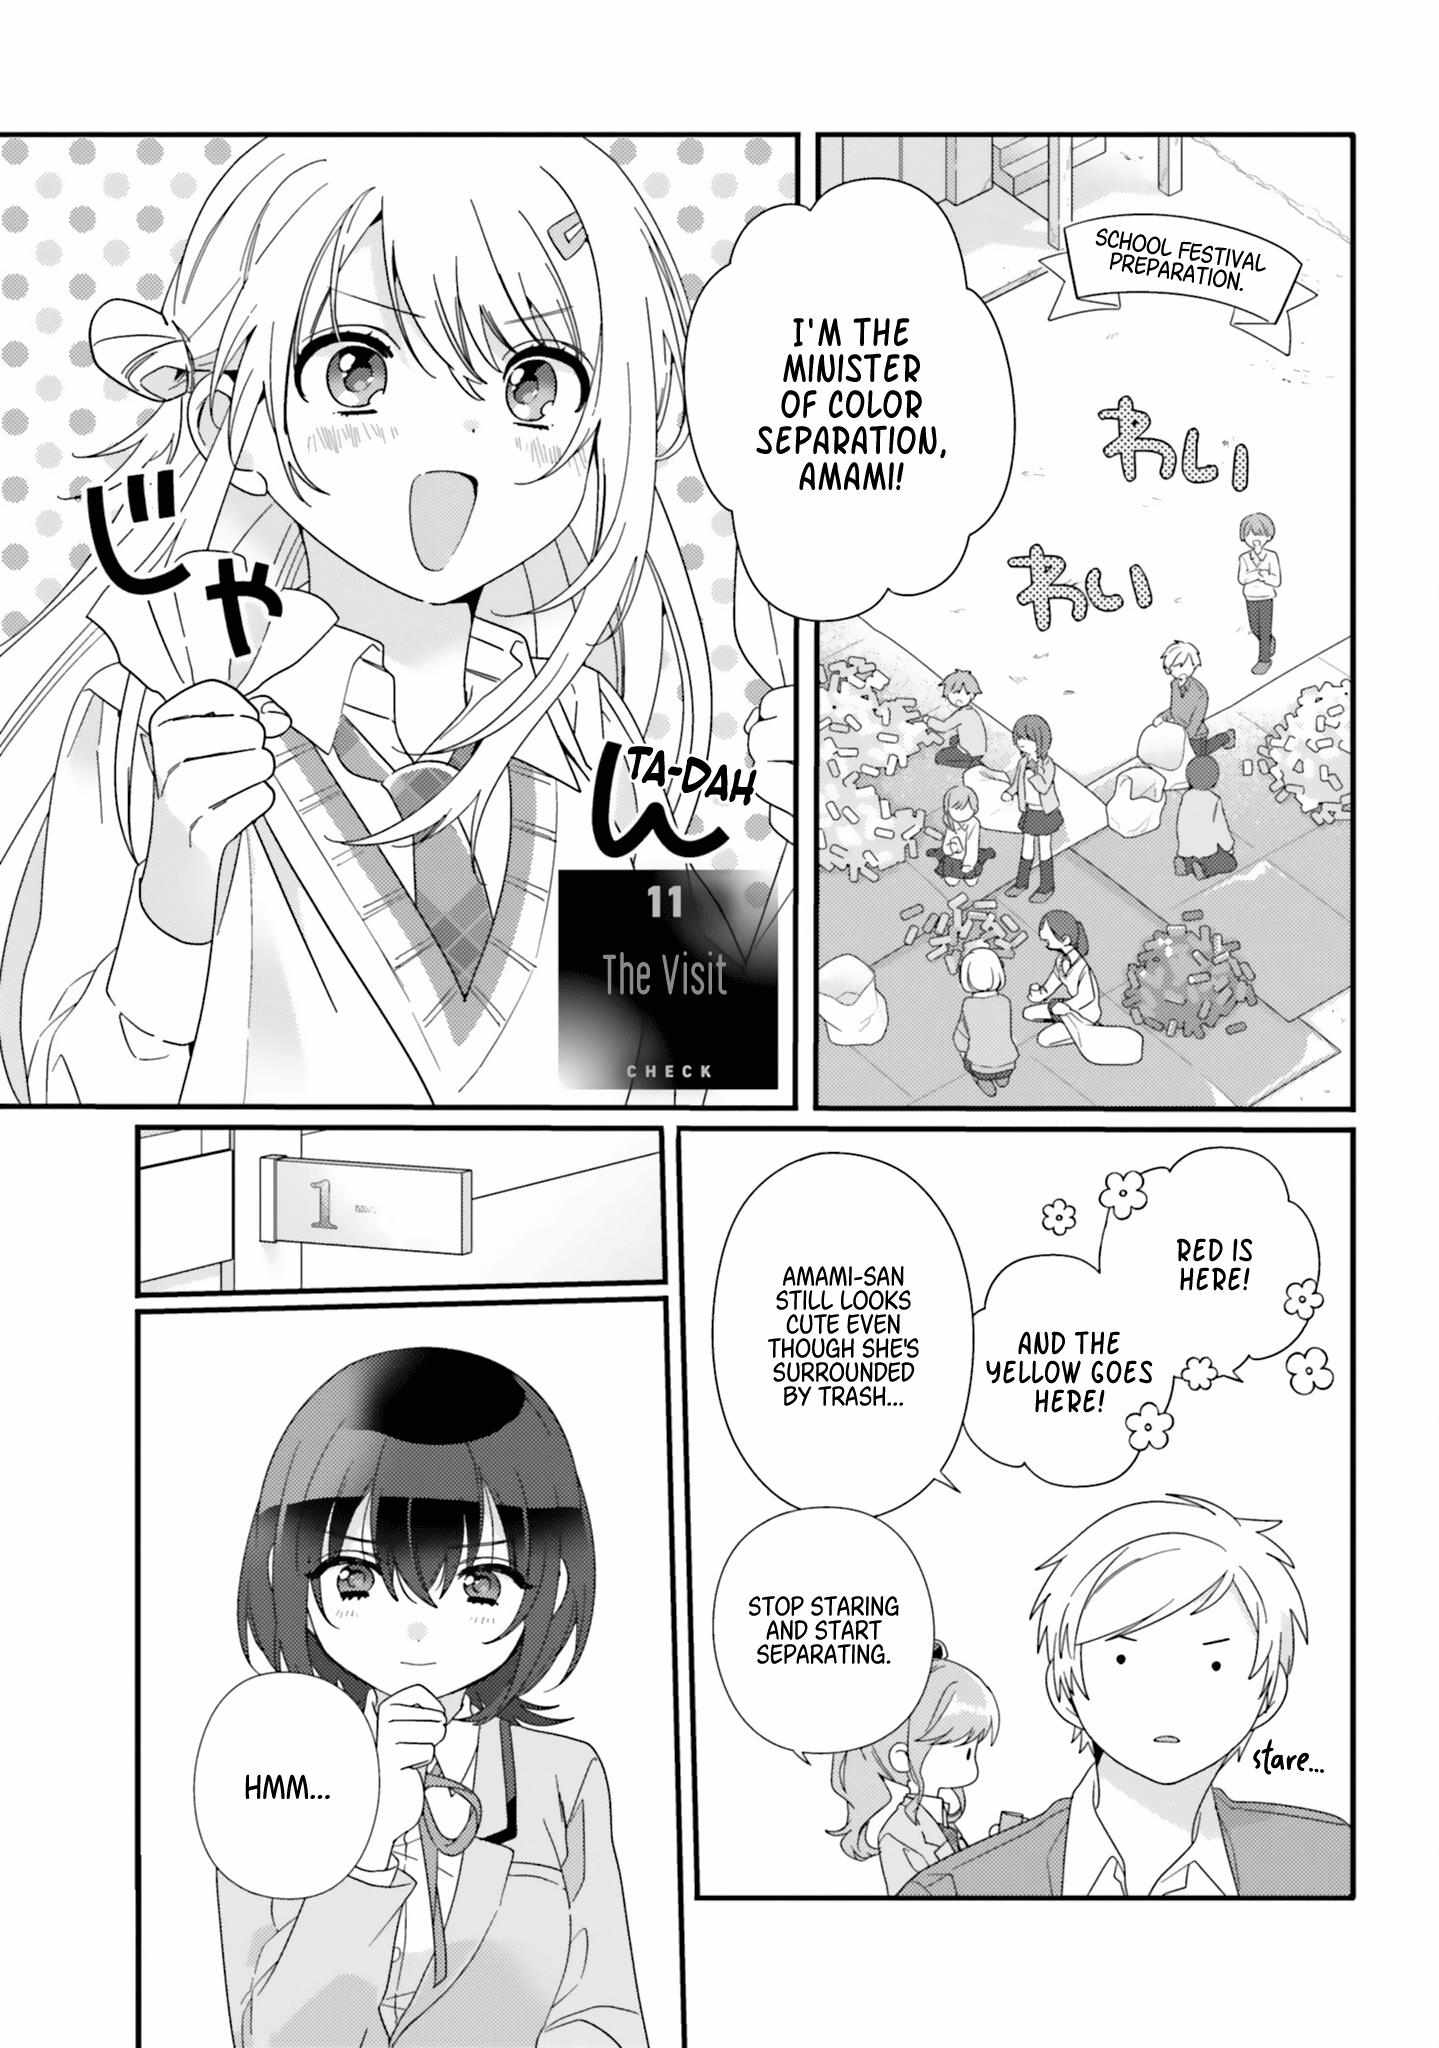 SCHOOL FESTIVAL
PREPARATION.
わい
わい
I'M THE
MINISTER
OF COLOR
SEPARATION,
AMAMI!
じゃん
TA-DAH
11
The Visit
CHECK
RED IS
HERE!
AND THE
YELLOW GOES
HERE!
AMAMI-SAN
STILL LOOKS
CUTE EVEN
THOUGH SHE'S
SURROUNDED
BY TRASH...
STOP STARING
AND START
SEPARATING.
stare...
1
HMM...